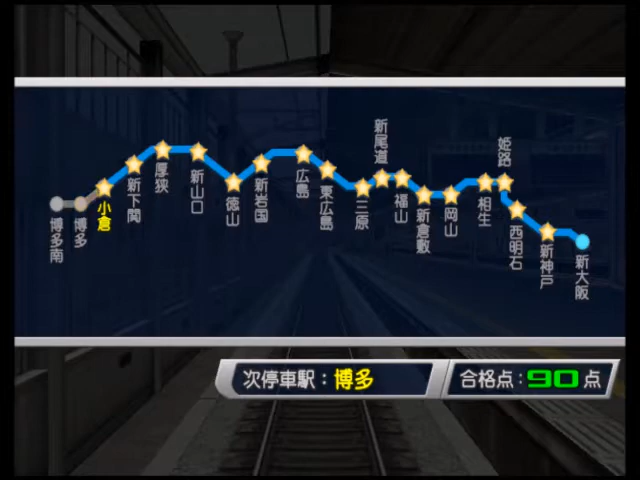 博多南
博多
小倉
新下関
厚狭
新山口
徳山
新岩国
広島
東広島
三原
新尾道
福山
新倉敷
岡山
相生
姫路
西明石
新神戸
新大阪
次停車駅：博多
合格点：90点